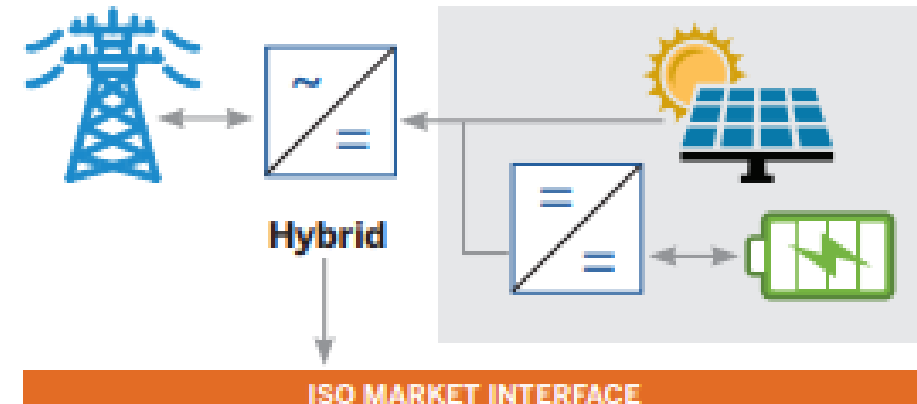 ~
=
=
=
Hybrid
ISO MARKET INTERFACE